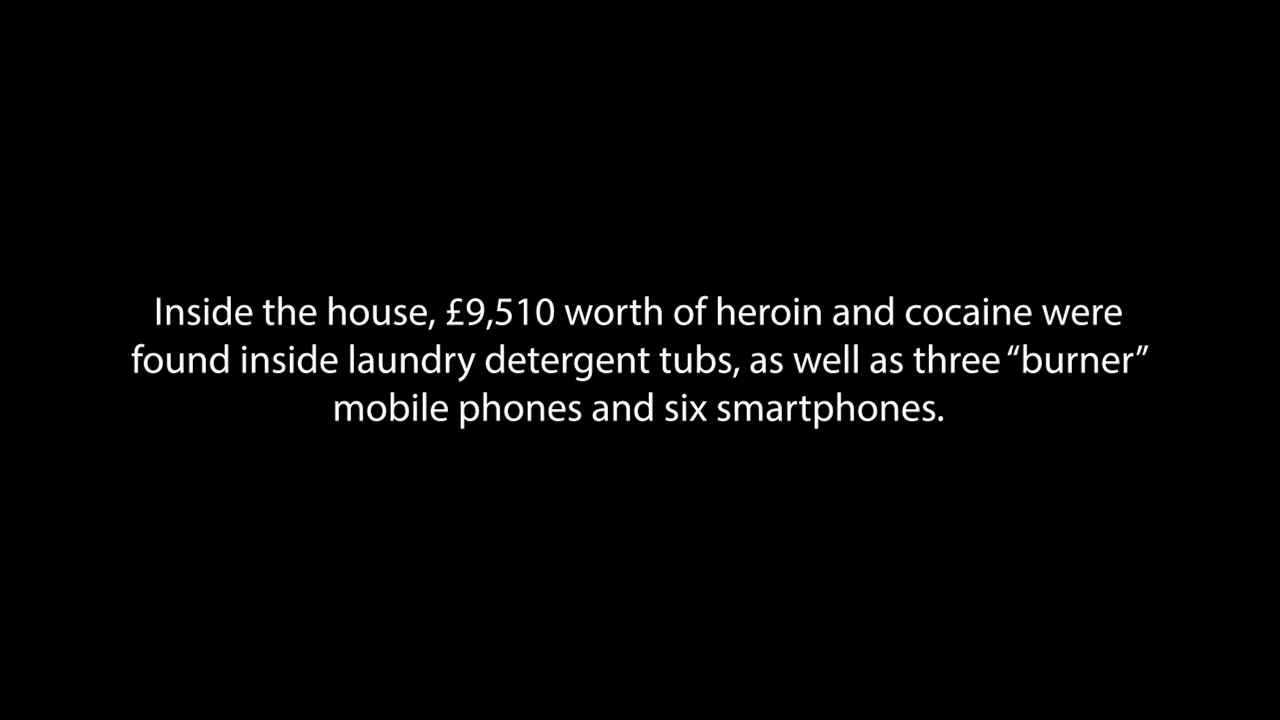 Inside the house, £9,510 worth of heroin and cocaine were
found inside laundry detergent tubs, as well as three “burner”
mobile phones and six smartphones.